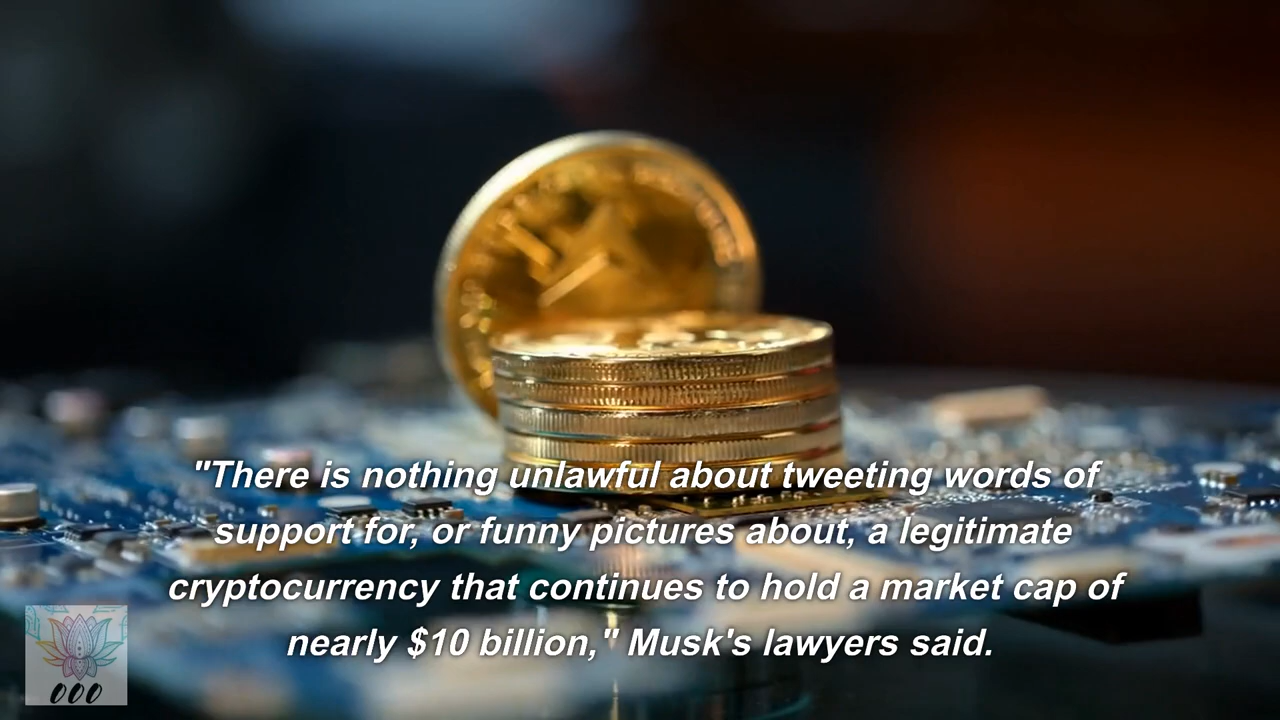 "There is nothing unlawful about tweeting words of
support for, or funny pictures about, a legitimate
cryptocurrency that continues to hold a market cap of
nearly $10 billion," Musk's lawyers said.